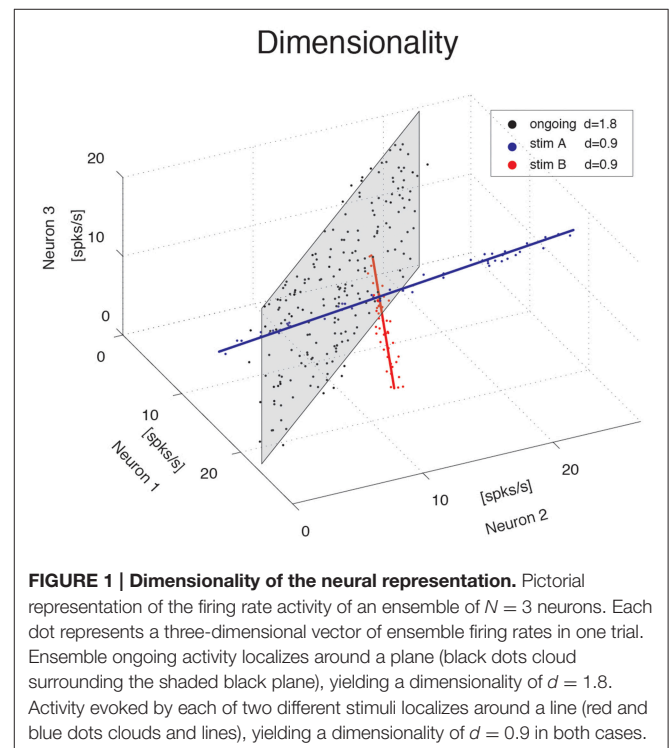 Dimensionality
ongoing d=1.8
stim A d=0.9
stim B d=0.9
20
10
0
Neuron 3
[spks/s]
0
10
20
[spks/s]
Neuron 1
0
10
20
[spks/s]
Neuron 2
FIGURE 1 | Dimensionality of the neural representation. Pictorial
representation of the firing rate activity of an ensemble of N = 3 neurons. Each
dot represents a three-dimensional vector of ensemble firing rates in one trial.
Ensemble ongoing activity localizes around a plane (black dots cloud
surrounding the shaded black plane), yielding a dimensionality of d = 1.8.
Activity evoked by each of two different stimuli localizes around a line (red and
blue dots clouds and lines), yielding a dimensionality of d = 0.9 in both cases.